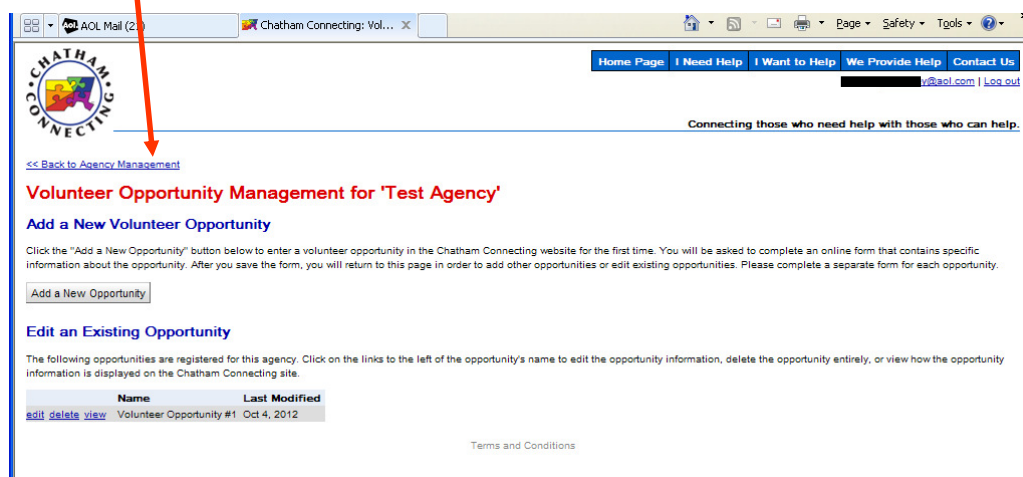 AOL Mail (2
Chatham Connecting: Vol...
Page Safety Tools
CHATHAM CONNECTING
Home Page I Need Help I Want to Help We Provide Help Contact Us
y@aol.com | Log out
Connecting those who need help with those who can help.
<< Back to Agency Management
Volunteer Opportunity Management for 'Test Agency'
Add a New Volunteer Opportunity
Click the "Add a New Opportunity" button below to enter a volunteer opportunity in the Chatham Connecting website for the first time. You will be asked to complete an online form that contains specific
information about the opportunity. After you save the form, you will return to this page in order to add other opportunities or edit existing opportunities. Please complete a separate form for each opportunity.
Add a New Opportunity
Edit an Existing Opportunity
The following opportunities are registered for this agency. Click on the links to the left of the opportunity's name to edit the opportunity information, delete the opportunity entirely, or view how the opportunity
information is displayed on the Chatham Connecting site.
Name Last Modified
edit delete view Volunteer Opportunity #1 Oct 4, 2012
Terms and Conditions